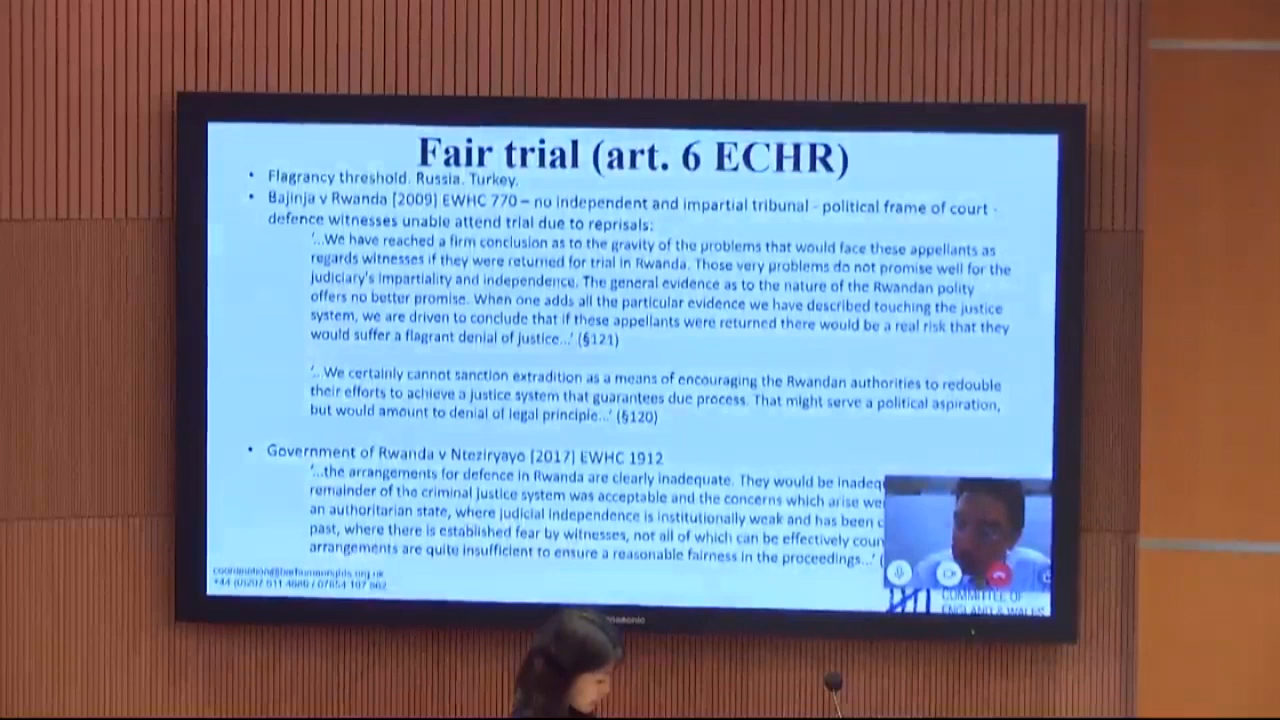 Fair trial (art. 6 ECHR)
• Flagrancy threshold. Russia. Turkey.
• Bajinja v Rwanda [2009] EWHC 770 – no independent and impartial tribunal - political frame of court -
defence witnesses unable attend trial due to reprisals:
'...We have reached a firm conclusion as to the gravity of the problems that would face these appellants as
regards witnesses if they were returned for trial in Rwanda. Those very problems do not promise well for the
judiciary's impartiality and independence. The general evidence as to the nature of the Rwandan polity
offers no better promise. When one adds all the particular evidence we have described touching the justice
system, we are driven to conclude that if these appellants were returned there would be a real risk that they
would suffer a flagrant denial of justice...' (§121)
'...We certainly cannot sanction extradition as a means of encouraging the Rwandan authorities to redouble
their efforts to achieve a justice system that guarantees due process. That might serve a political aspiration,
but would amount to denial of legal principle...' (§120)
• Government of Rwanda v Nteziryayo [2017] EWHC 1912
'...the arrangements for defence in Rwanda are clearly inadequate. They would be inadeq
remainder of the criminal justice system was acceptable and the concerns which arise we
an authoritarian state, where judicial independence is institutionally weak and has been c
past, where there is established fear by witnesses, not all of which can be effectively coun
arrangements are quite insufficient to ensure a reasonable fairness in the proceedings...' (
coordination@barhumanrights.org.uk
COMMITTEE OF
ENGLAND & WALES
Panasonic